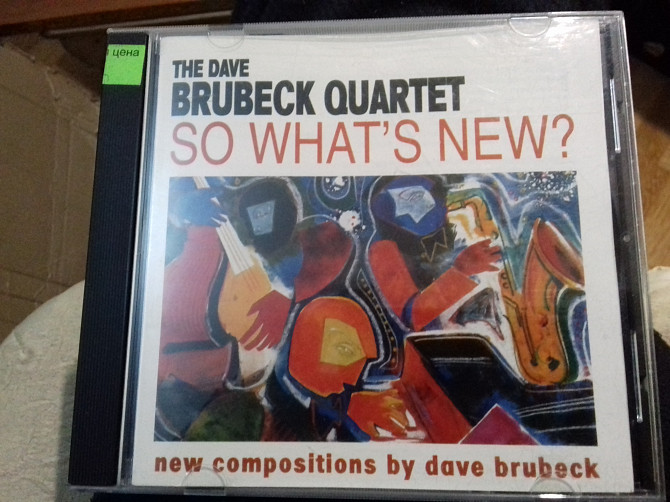 цена
THE DAVE
BRUBECK QUARTET
SO WHAT'S NEW?
new compositions by dave brubeck